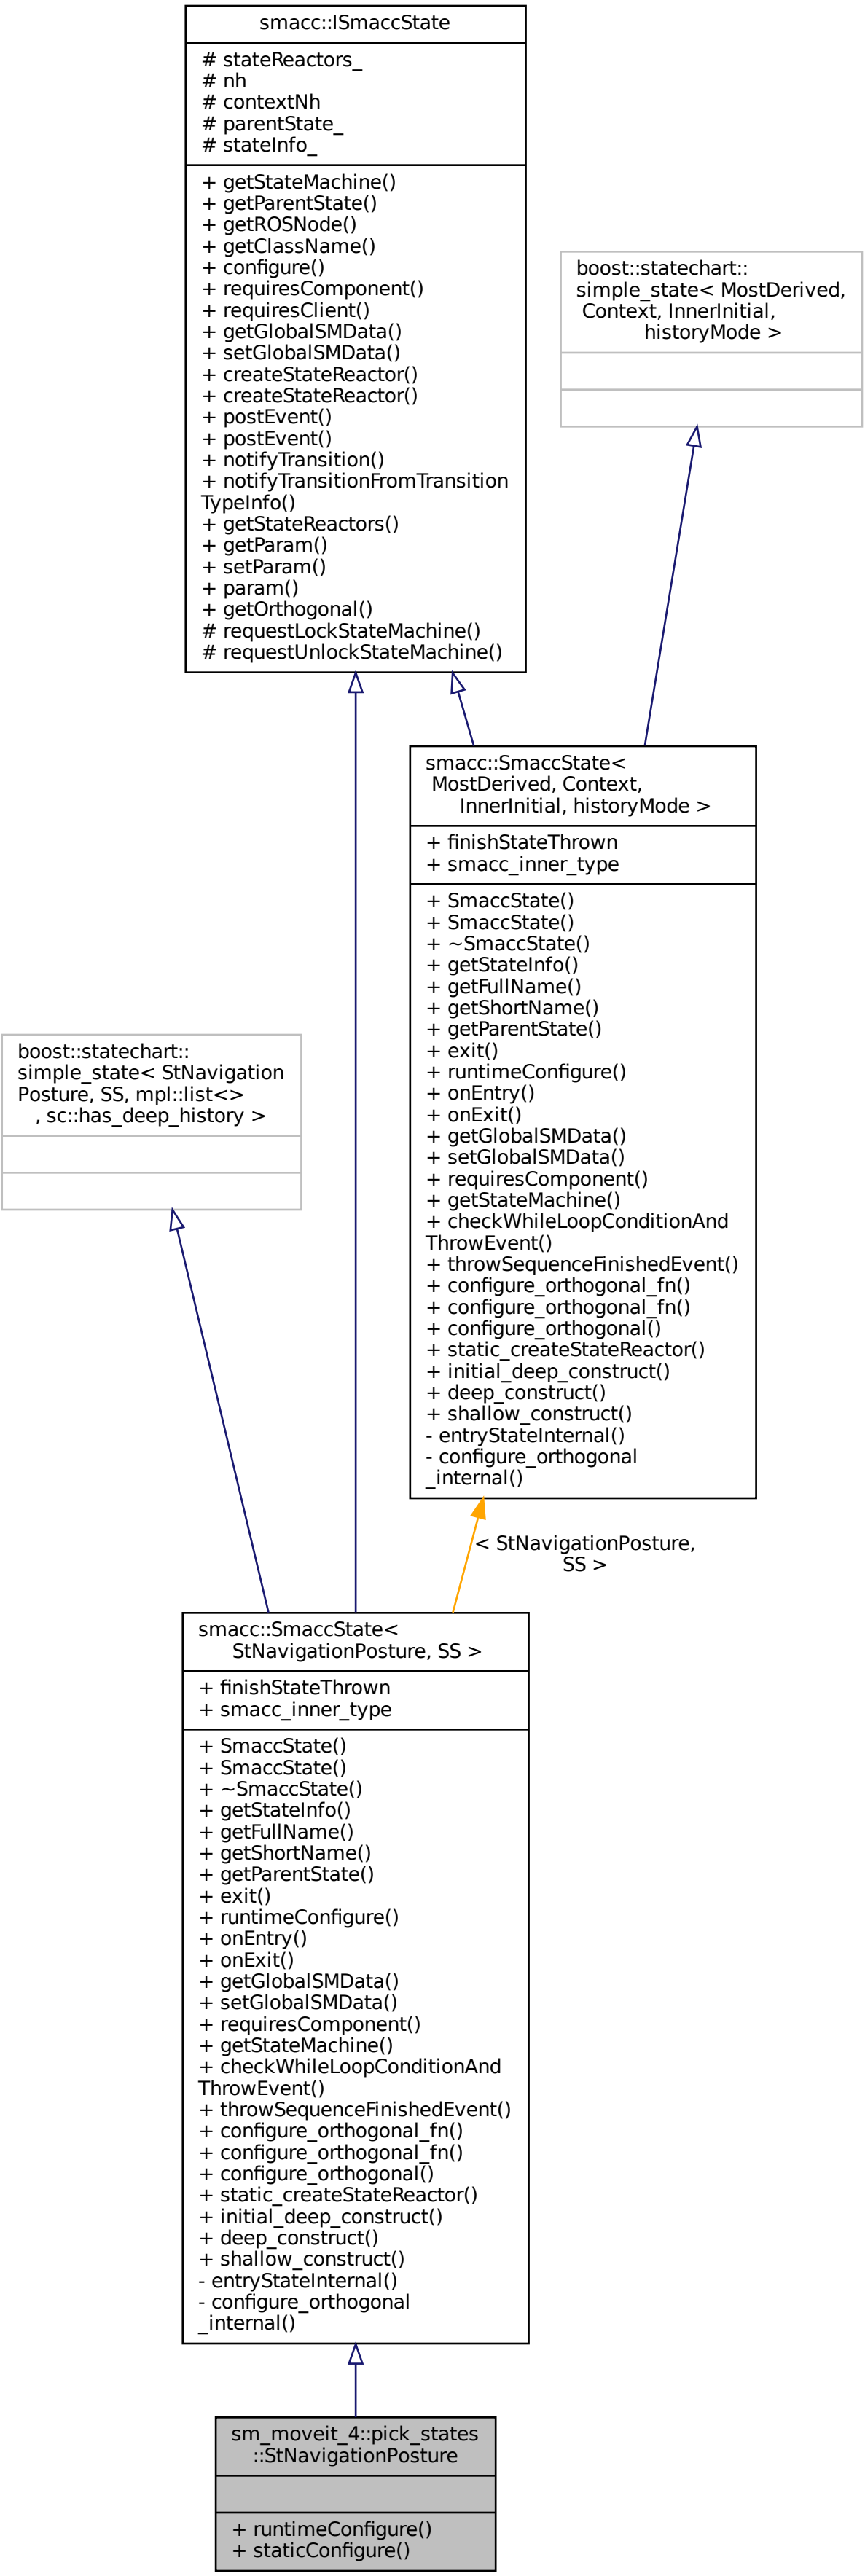 smacc::ISmaccState
# stateReactors_
# nh
# contextNh
# parentState_
# stateInfo_
+ getStateMachine()
+ getParentState()
+ getROSNode()
+ getClassName()
+ configure()
+ requiresComponent()
+ requiresClient()
+ getGlobalSMData()
+ setGlobalSMData()
+ createStateReactor()
+ createStateReactor()
+ postEvent()
+ postEvent()
+ notifyTransition()
+ notifyTransitionFromTransition
TypeInfo()
+ getStateReactors()
+ getParam()
+ setParam()
+ param()
+ getOrthogonal()
# requestLockStateMachine()
# requestUnlockStateMachine()
boost::statechart::
simple_state< MostDerived,
Context, InnerInitial,
historyMode >
smacc::SmaccState<
MostDerived, Context,
InnerInitial, historyMode >
+ finishStateThrown
+ smacc_inner_type
+ SmaccState()
+ SmaccState()
+ ~SmaccState()
+ getStateInfo()
+ getFullName()
+ getShortName()
+ getParentState()
+ exit()
+ runtimeConfigure()
+ onEntry()
+ onExit()
+ getGlobalSMData()
+ setGlobalSMData()
+ requiresComponent()
+ getStateMachine()
+ checkWhileLoopConditionAnd
ThrowEvent()
+ throwSequenceFinishedEvent()
+ configure_orthogonal_fn()
+ configure_orthogonal_fn()
+ configure_orthogonal()
+ static_createStateReactor()
+ initial_deep_construct()
+ deep_construct()
+ shallow_construct()
- entryStateInternal()
- configure_orthogonal
_internal()
boost::statechart::
simple_state< StNavigation
Posture, SS, mpl::list<>
, sc::has_deep_history >
< StNavigationPosture,
SS >
smacc::SmaccState<
StNavigationPosture, SS >
+ finishStateThrown
+ smacc_inner_type
+ SmaccState()
+ SmaccState()
+ ~SmaccState()
+ getStateInfo()
+ getFullName()
+ getShortName()
+ getParentState()
+ exit()
+ runtimeConfigure()
+ onEntry()
+ onExit()
+ getGlobalSMData()
+ setGlobalSMData()
+ requiresComponent()
+ getStateMachine()
+ checkWhileLoopConditionAnd
ThrowEvent()
+ throwSequenceFinishedEvent()
+ configure_orthogonal_fn()
+ configure_orthogonal_fn()
+ configure_orthogonal()
+ static_createStateReactor()
+ initial_deep_construct()
+ deep_construct()
+ shallow_construct()
- entryStateInternal()
- configure_orthogonal
_internal()
sm_moveit_4::pick_states
::StNavigationPosture
+ runtimeConfigure()
+ staticConfigure()